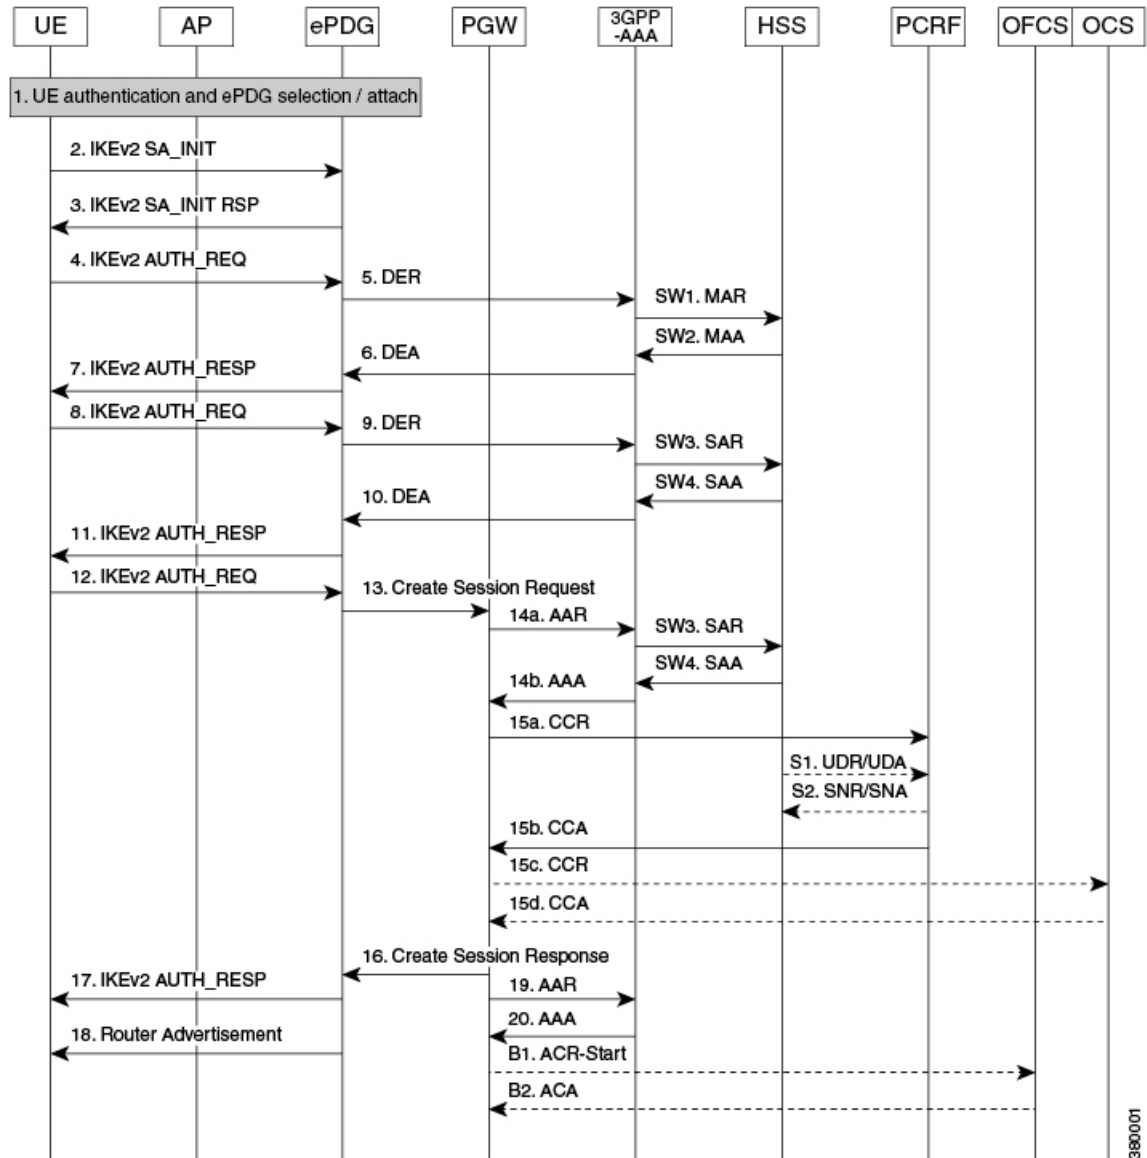 UE AP ePDG PGW 3GPP HSS PCRF OFCS OCS
-AAA
1. UE authentication and ePDG selection / attach
2. IKEv2 SA_INIT
3. IKEv2 SA_INIT RSP
4. IKEv2 AUTH_REQ
5. DER
SW1. MAR
SW2. MAA
6. DEA
7. IKEv2 AUTH_RESP
8. IKEv2 AUTH_REQ
9. DER
SW3. SAR
SW4. SAA
10. DEA
11. IKEv2 AUTH_RESP
12. IKEv2 AUTH_REQ
13. Create Session Request
14a. AAR
SW3. SAR
SW4. SAA
14b. AAA
15a. CCR
S1. UDR/UDA
S2. SNR/SNA
15b. CCA
15c. CCR
15d. CCA
16. Create Session Response
17. IKEv2 AUTH_RESP
19. AAR
20. AAA
18. Router Advertisement
B1. ACR-Start
B2. ACA
380001